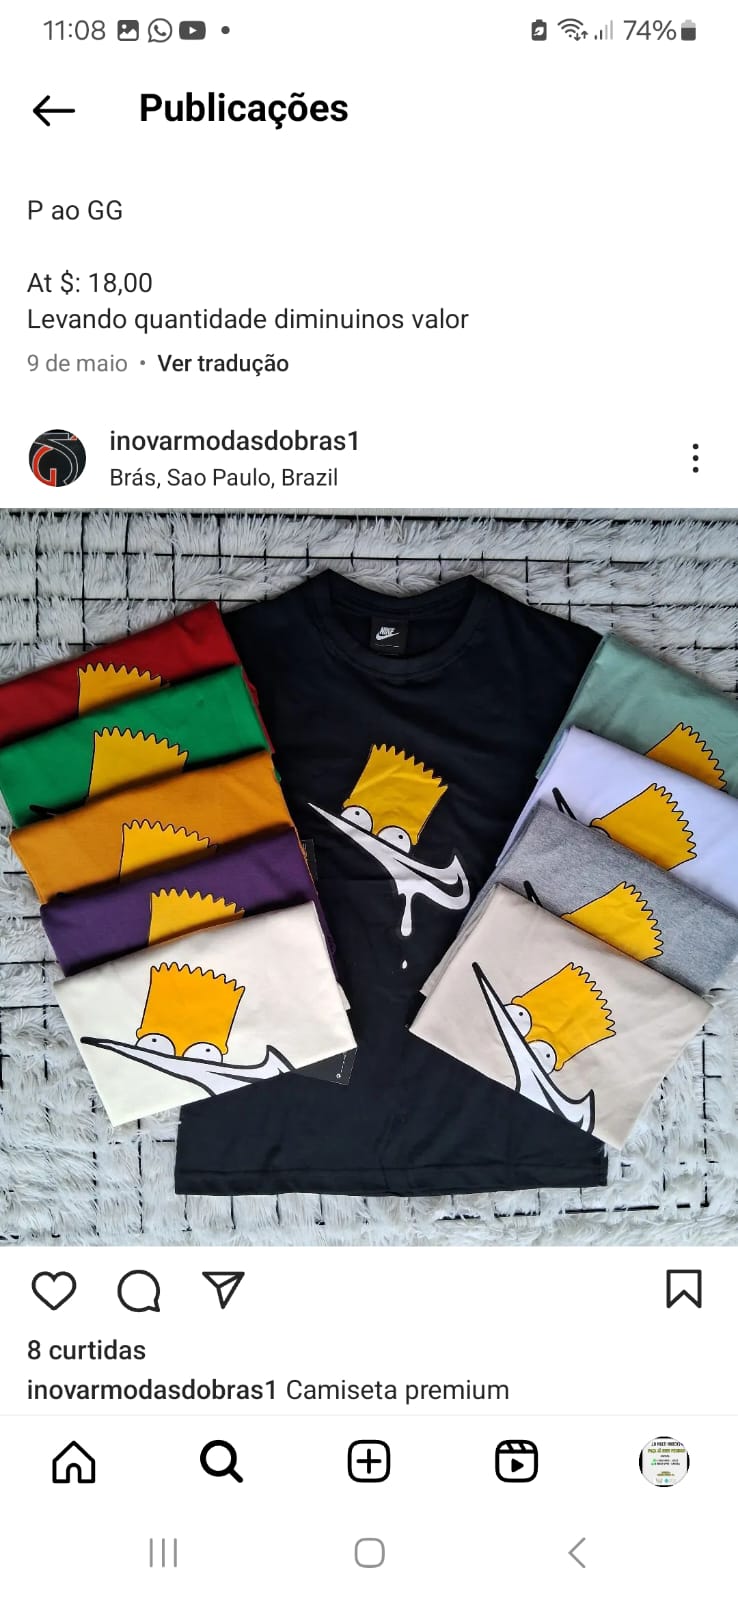 11:08
74%
Publicações
P ao GG
At $: 18,00
Levando quantidade diminuinos valor
9 de maio • Ver tradução
inovarmodasdobras1
Brás, Sao Paulo, Brazil
NIKE
8 curtidas
inovarmodasdobras1 Camiseta premium